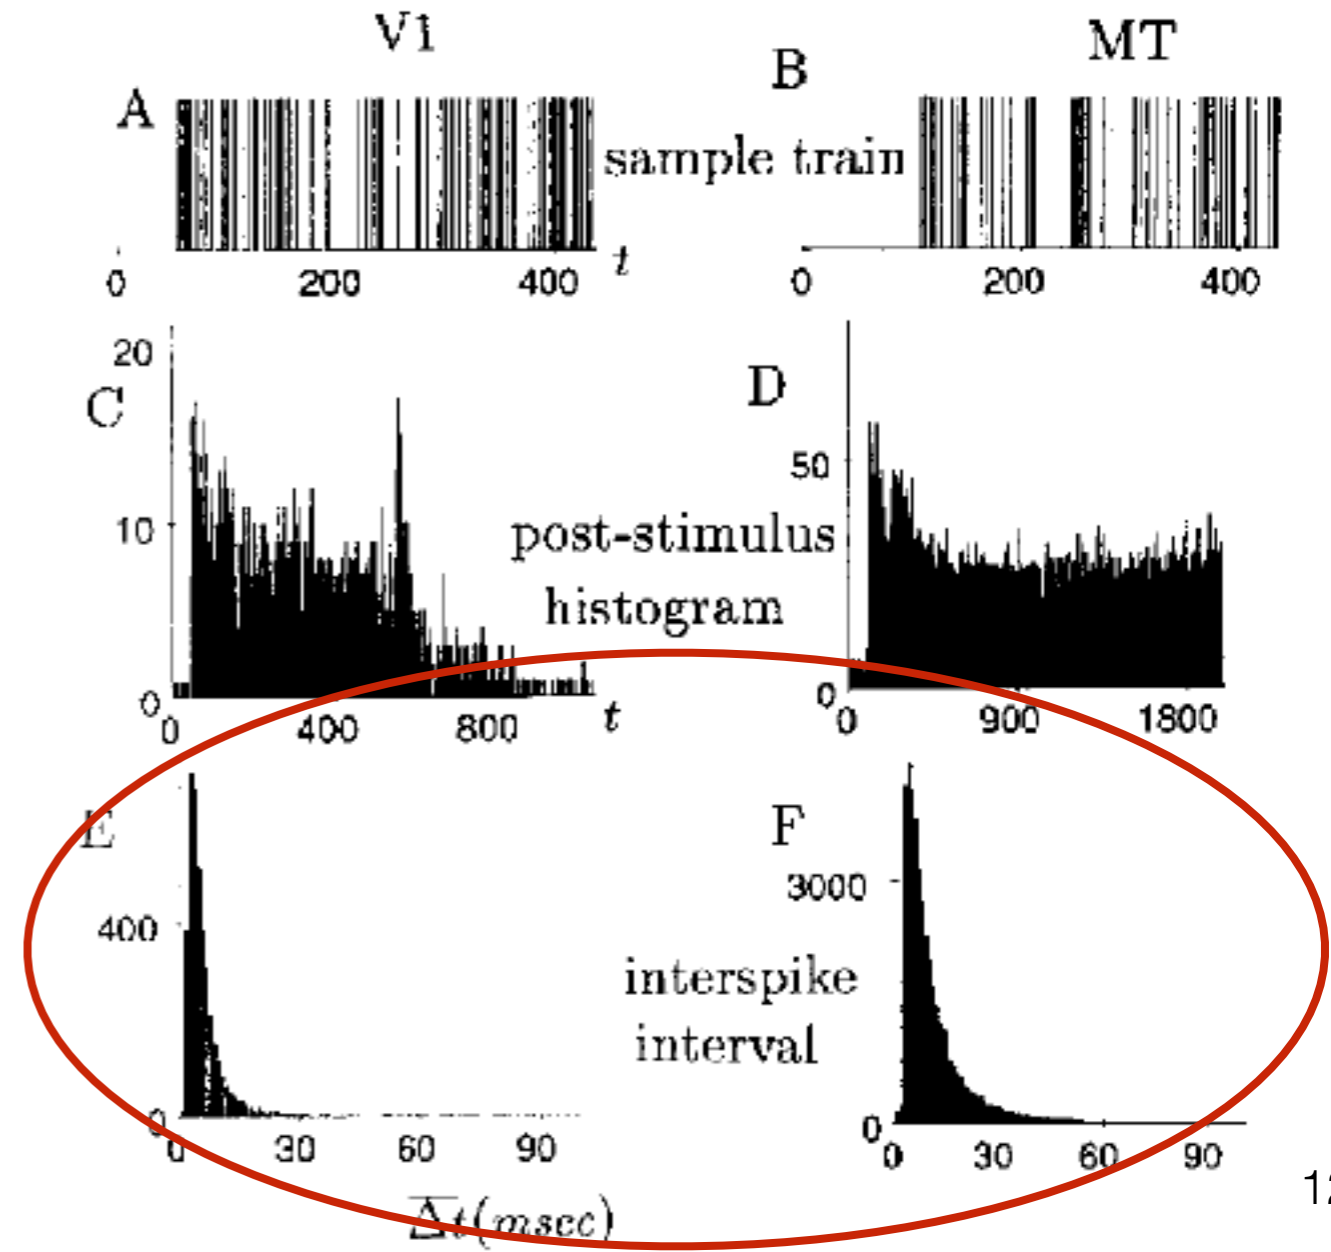 V1
MT
A
B
sample train
0 200 400 t
0 200 400
20
C
D
10
50
post-stimulus
histogram
0
0
0 400 800 t
0 900 1800
E
F
3000
400
interspike
interval
0
0
0 30 60 90
0 30 60 90
Δt(msec)
12